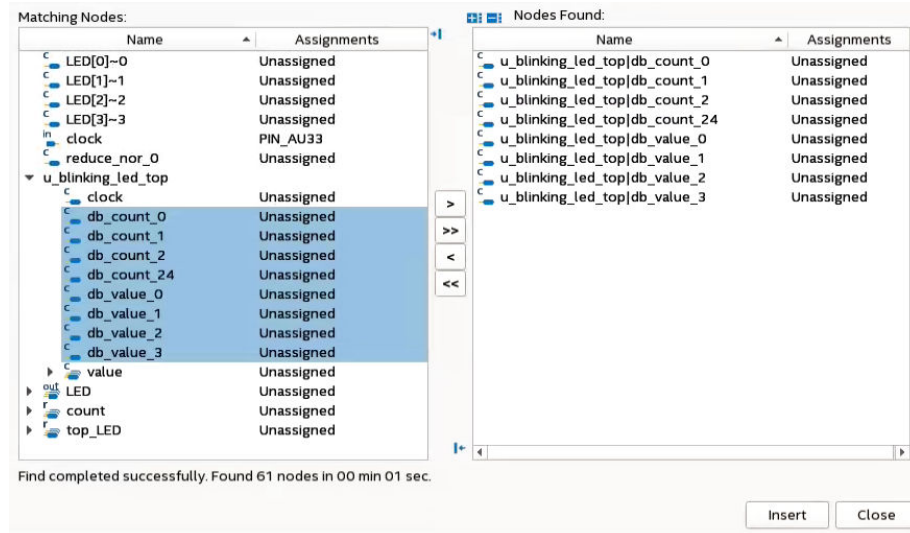 Matching Nodes:
Name Assignments
LED[0]~0 Unassigned
LED[1]~1 Unassigned
LED[2]~2 Unassigned
LED[3]~3 Unassigned
in clock PIN_AU33
reduce_nor_0 Unassigned
u_blinking_led_top
clock Unassigned
db_count_0 Unassigned
db_count_1 Unassigned
db_count_2 Unassigned
db_count_24 Unassigned
db_value_0 Unassigned
db_value_1 Unassigned
db_value_2 Unassigned
db_value_3 Unassigned
value Unassigned
out LED Unassigned
count Unassigned
top_LED Unassigned
Find completed successfully. Found 61 nodes in 00 min 01 sec.
>
>>
<
<<
Nodes Found:
Name Assignments
u_blinking_led_top|db_count_0 Unassigned
u_blinking_led_top|db_count_1 Unassigned
u_blinking_led_top|db_count_2 Unassigned
u_blinking_led_top|db_count_24 Unassigned
u_blinking_led_top|db_value_0 Unassigned
u_blinking_led_top|db_value_1 Unassigned
u_blinking_led_top|db_value_2 Unassigned
u_blinking_led_top|db_value_3 Unassigned
Insert Close